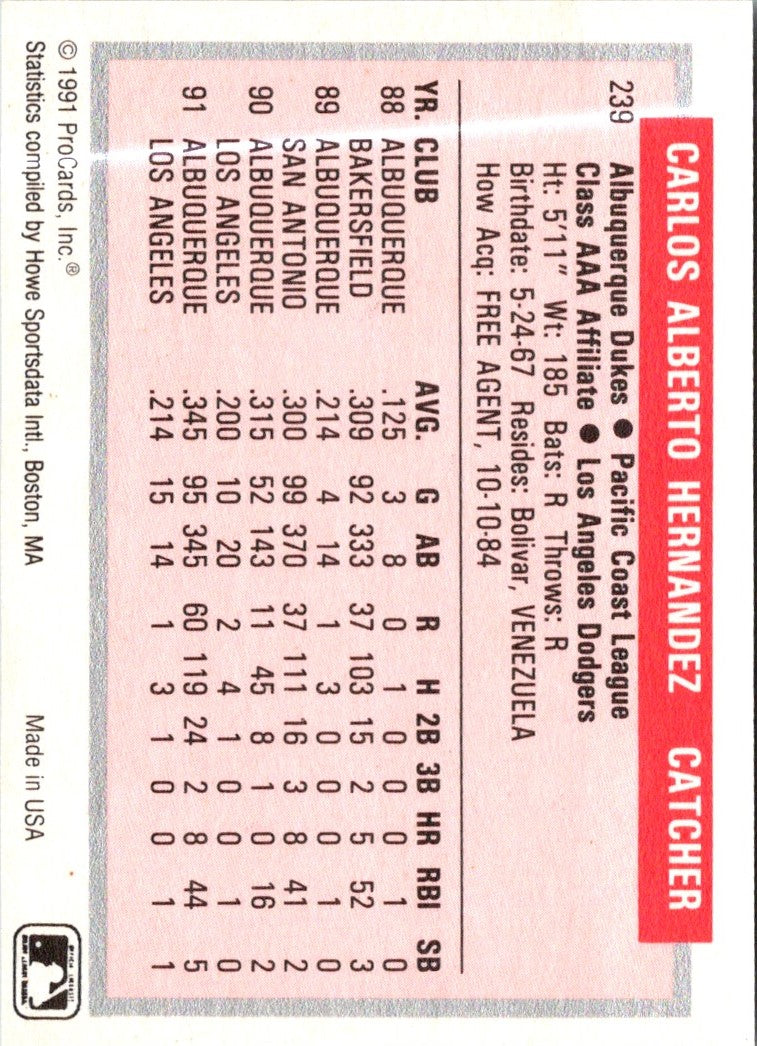 CARLOS ALBERTO HERNANDEZ CATCHER
239 Albuquerque Dukes ● Pacific Coast League
Class AAA Affiliate ● Los Angeles Dodgers
Ht: 5'11" Wt: 185 Bats: R Throws: R
Birthdate: 5-24-67 Resides: Bolivar, VENEZUELA
How Acq: FREE AGENT, 10-10-84
YR. CLUB AVG. G AB R H 2B 3B HR RBI SB
88 ALBUQUERQUE .125 3 8 0 1 0 0 0 1 0
BAKERSFIELD .309 92 333 37 103 15 2 5 52 3
89 ALBUQUERQUE .214 4 14 1 3 0 0 0 1 0
SAN ANTONIO .300 99 370 37 111 16 3 8 41 2
90 ALBUQUERQUE .315 52 143 11 45 8 1 0 16 2
LOS ANGELES .200 10 20 2 4 1 0 0 1 0
91 ALBUQUERQUE .345 95 345 60 119 24 2 8 44 5
LOS ANGELES .214 15 14 1 3 1 0 0 1 1
© 1991 ProCards, Inc.®
Statistics compiled by Howe Sportsdata Intl., Boston, MA Made in USA